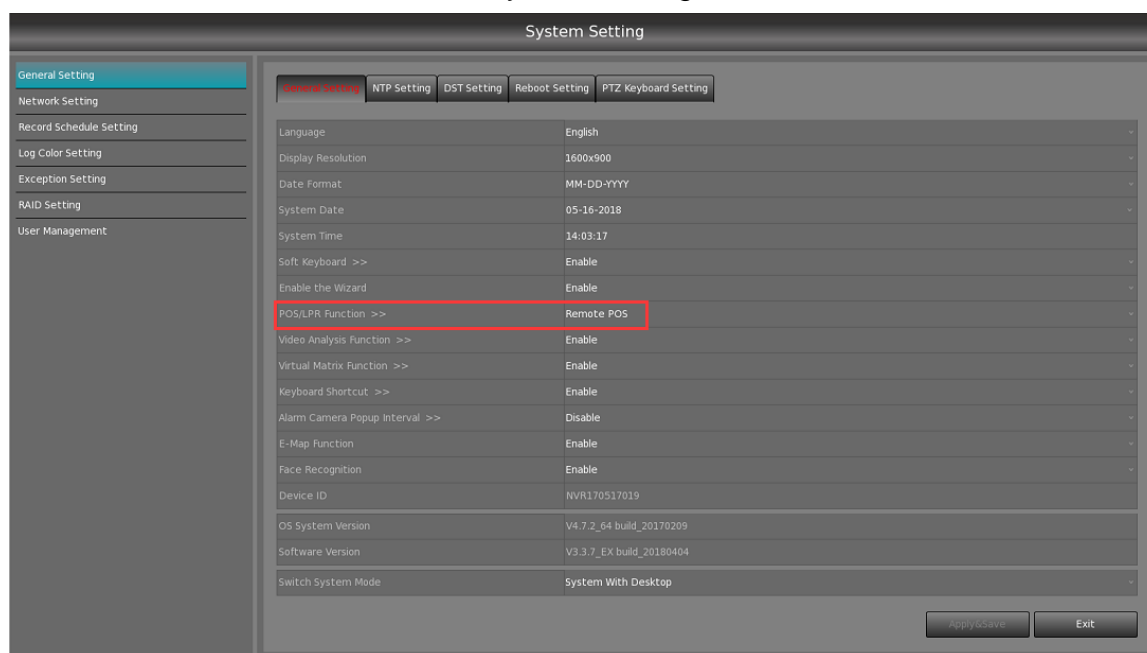 System Setting
General Setting
Network Setting
Record Schedule Setting
Log Color Setting
Exception Setting
RAID Setting
User Management
General Setting NTP Setting DST Setting Reboot Setting PTZ Keyboard Setting
Language English
Display Resolution 1600x900
Date Format MM-DD-YYYY
System Date 05-16-2018
System Time 14:03:17
Soft Keyboard >> Enable
Enable the Wizard Enable
POS/LPR Function >> Remote POS
Video Analysis Function >> Enable
Virtual Matrix Function >> Enable
Keyboard Shortcut >> Enable
Alarm Camera Popup Interval >> Disable
E-Map Function Enable
Face Recognition Enable
Device ID NVR170517019
OS System Version V4.7.2_64 build_20170209
Software Version V3.3.7_EX build_20180404
Switch System Mode System With Desktop
Apply&Save Exit